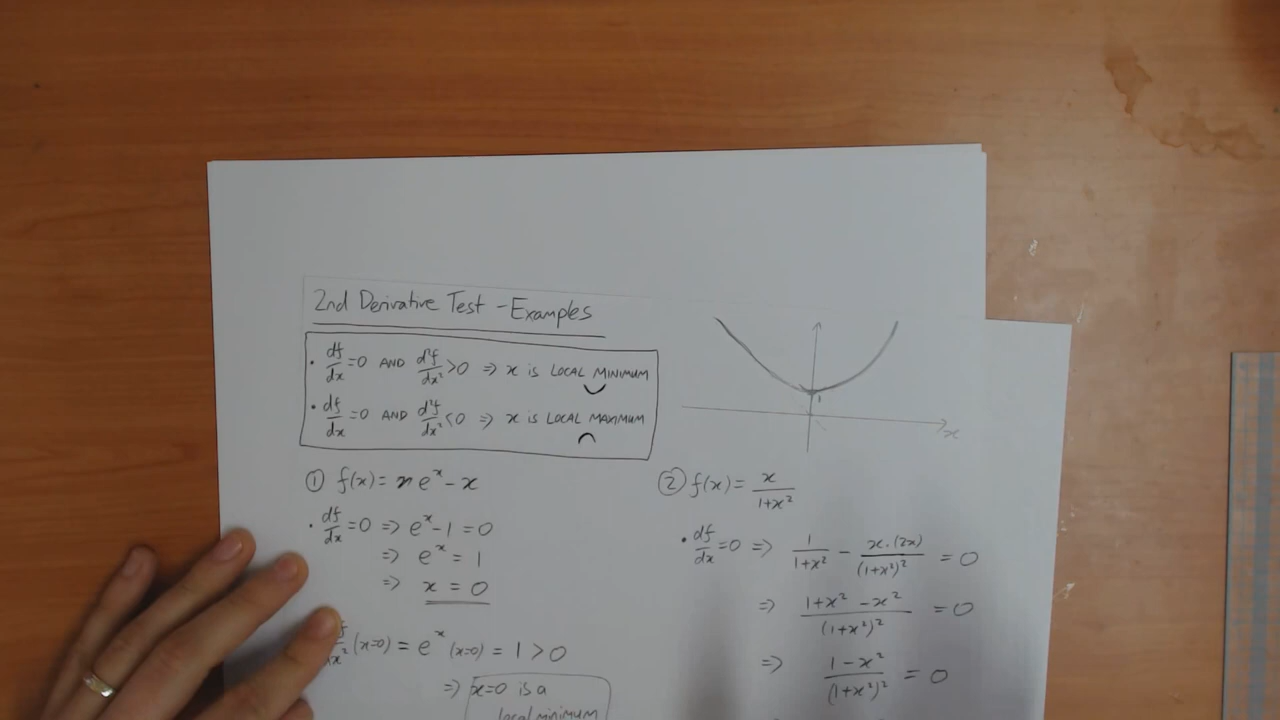 2nd Derivative Test - Examples
• df/dx = 0 AND d²f/dx² > 0 ⇒ x IS LOCAL MINIMUM
• df/dx = 0 AND d²f/dx² < 0 ⇒ x IS LOCAL MAXIMUM
① f(x) = e^x - x
• df/dx = 0 ⇒ e^x - 1 = 0
⇒ e^x = 1
⇒ x = 0
(x=0) = e^x (x=0) = 1 > 0
⇒ x=0 is a
local minimum
1
x
② f(x) = x/(1+x²)
• df/dx = 0 ⇒ 1/(1+x²) - x.(2x)/(1+x²)² = 0
⇒ (1+x² - x²)/(1+x²)² = 0
⇒ (1-x²)/(1+x²)² = 0